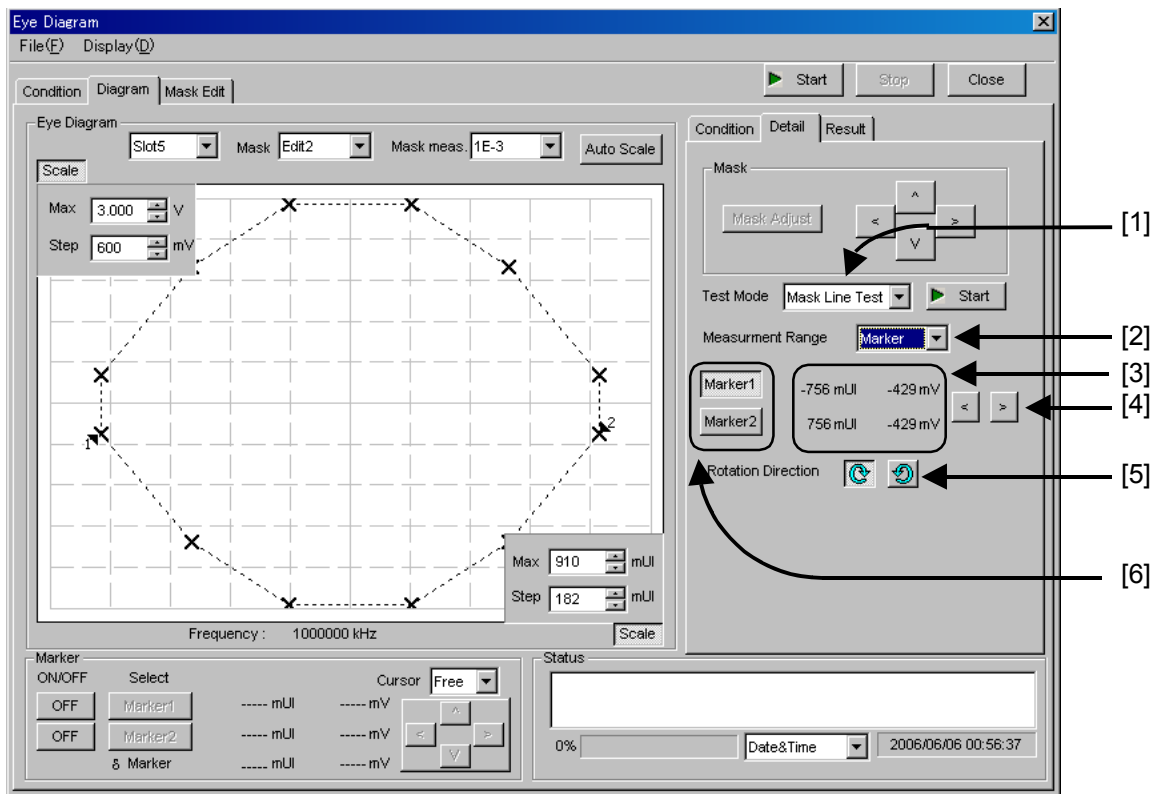 Eye Diagram
File(F) Display(D)
Start Stop Close
Condition Diagram Mask Edit
Eye Diagram
Slot5 Mask Edit2 Mask meas. 1E-3 Auto Scale
Scale
Max 3.000 V
Step 600 mV
1
2
Max 910 mUI
Step 182 mUI
Frequency : 1000000 kHz
Scale
Condition Detail Result
Mask
Mask Adjust
^
< >
V
[1]
Test Mode Mask Line Test Start
Measurment Range Marker
[2]
[3]
Marker1 -756 mUI -429 mV
< >
[4]
Marker2 756 mUI -429 mV
Rotation Direction
[5]
[6]
Marker
ON/OFF Select Cursor Free
OFF Marker1 ----- mUI ----- mV
OFF Marker2 ----- mUI ----- mV
δ Marker ----- mUI ----- mV
^
< >
V
Status
0% Date&Time 2006/06/06 00:56:37